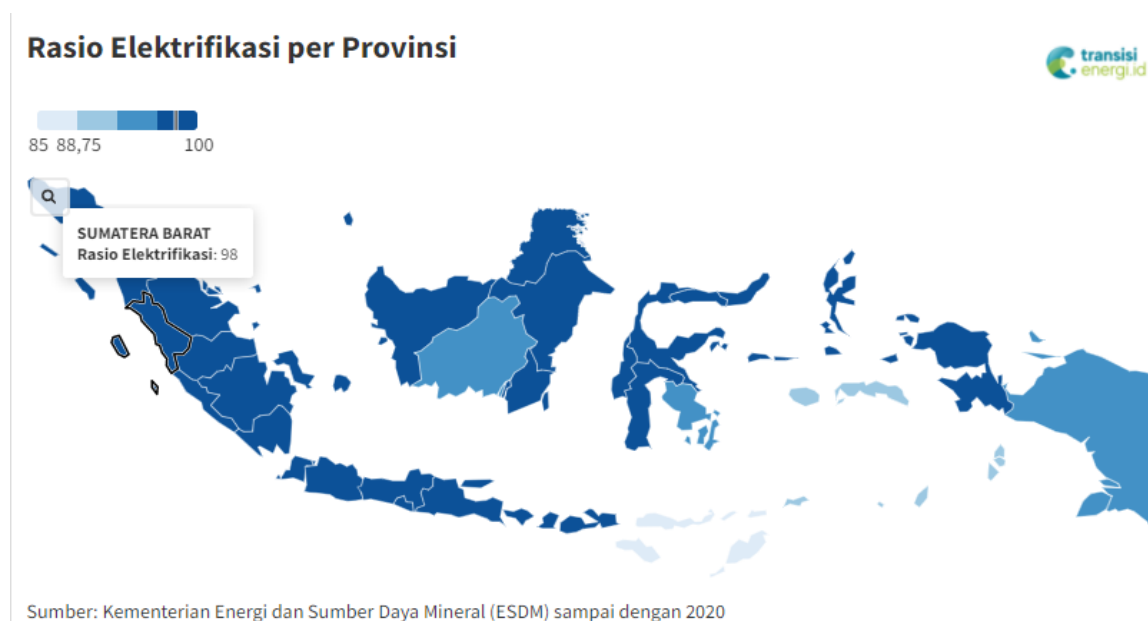 Rasio Elektrifikasi per Provinsi
transisi
energi.id
85 88,75 100
SUMATERA BARAT
Rasio Elektrifikasi: 98
Sumber: Kementerian Energi dan Sumber Daya Mineral (ESDM) sampai dengan 2020